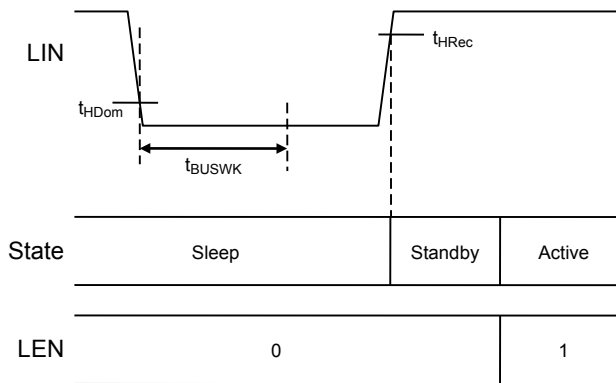 LIN
tHRec
tHDom
tBUSWK
State
Sleep
Standby
Active
LEN
0
1